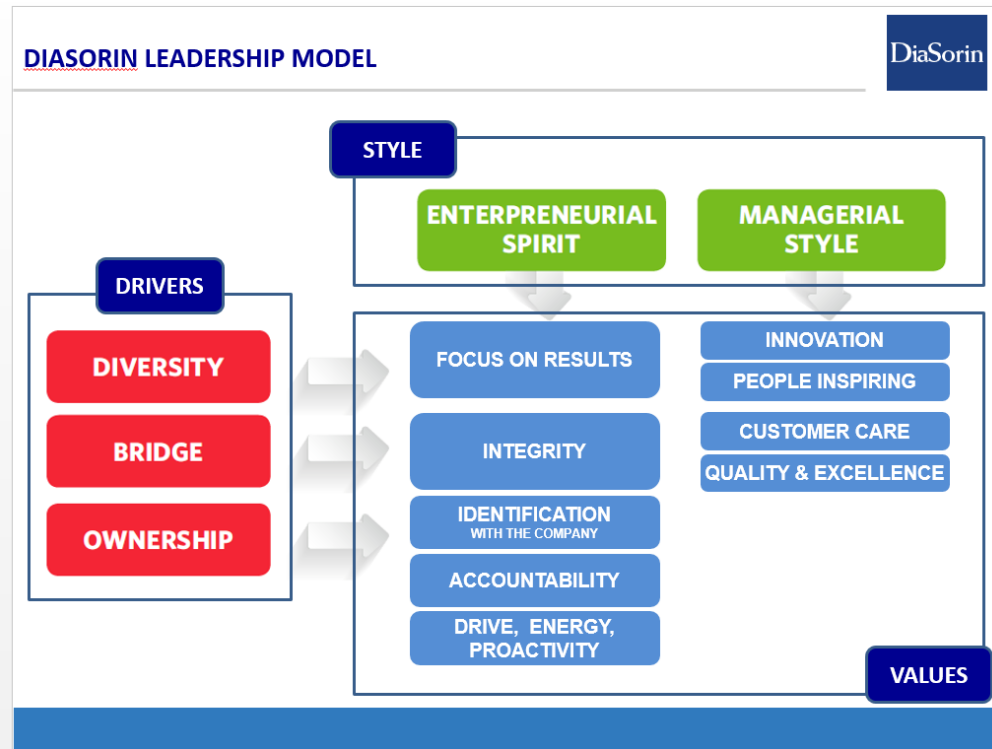 DIASORIN LEADERSHIP MODEL
DiaSorin
STYLE
ENTERPRENEURIAL
SPIRIT
MANAGERIAL
STYLE
DRIVERS
DIVERSITY
BRIDGE
OWNERSHIP
FOCUS ON RESULTS
INTEGRITY
IDENTIFICATION
WITH THE COMPANY
ACCOUNTABILITY
DRIVE, ENERGY,
PROACTIVITY
INNOVATION
PEOPLE INSPIRING
CUSTOMER CARE
QUALITY & EXCELLENCE
VALUES